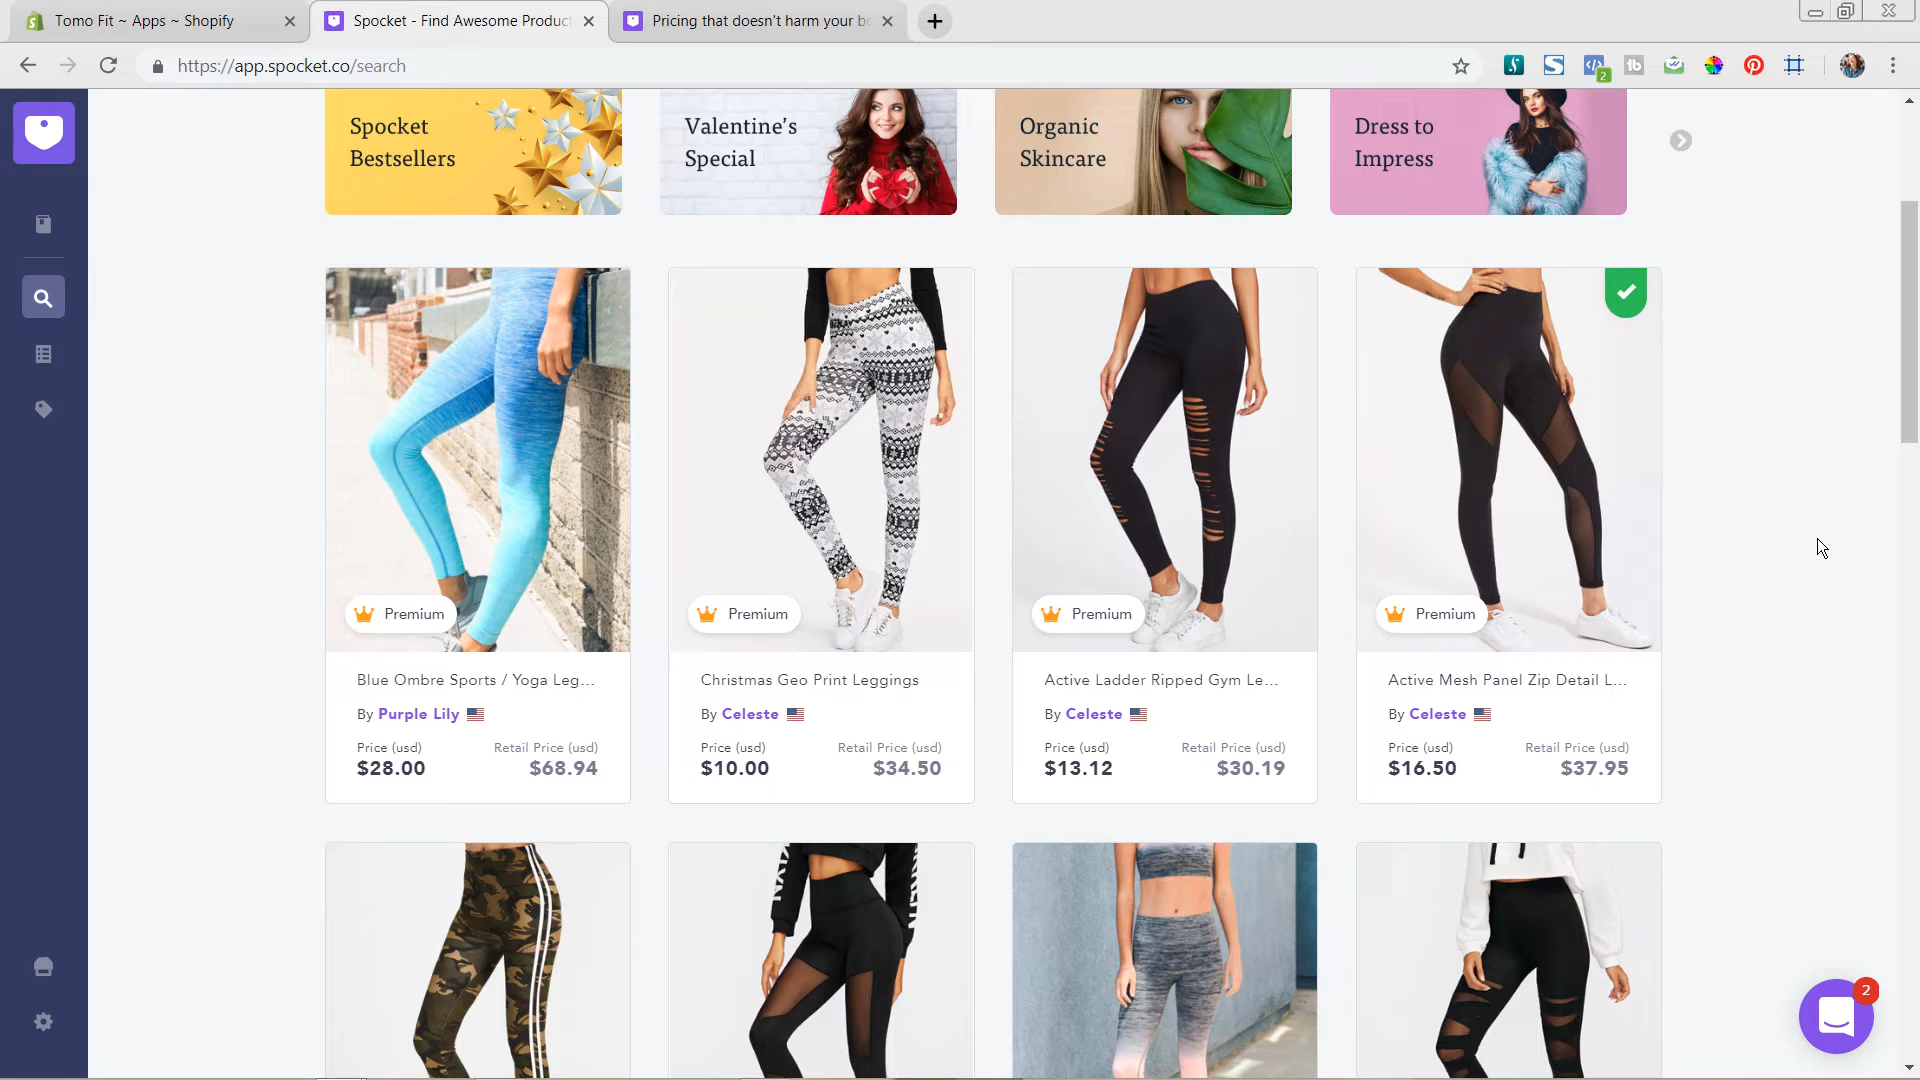 Tomo Fit ~ Apps ~ Shopify
Spocket - Find Awesome Produc
Pricing that doesn't harm your b
https://app.spocket.co/search
2
Spocket
Bestsellers
Valentine's
Special
Organic
Skincare
Dress to
Impress
Premium
Premium
Premium
Premium
Blue Ombre Sports / Yoga Leg...
By Purple Lily
Price (usd) Retail Price (usd)
$28.00 $68.94
Christmas Geo Print Leggings
By Celeste
Price (usd) Retail Price (usd)
$10.00 $34.50
Active Ladder Ripped Gym Le...
By Celeste
Price (usd) Retail Price (usd)
$13.12 $30.19
Active Mesh Panel Zip Detail L...
By Celeste
Price (usd) Retail Price (usd)
$16.50 $37.95
2